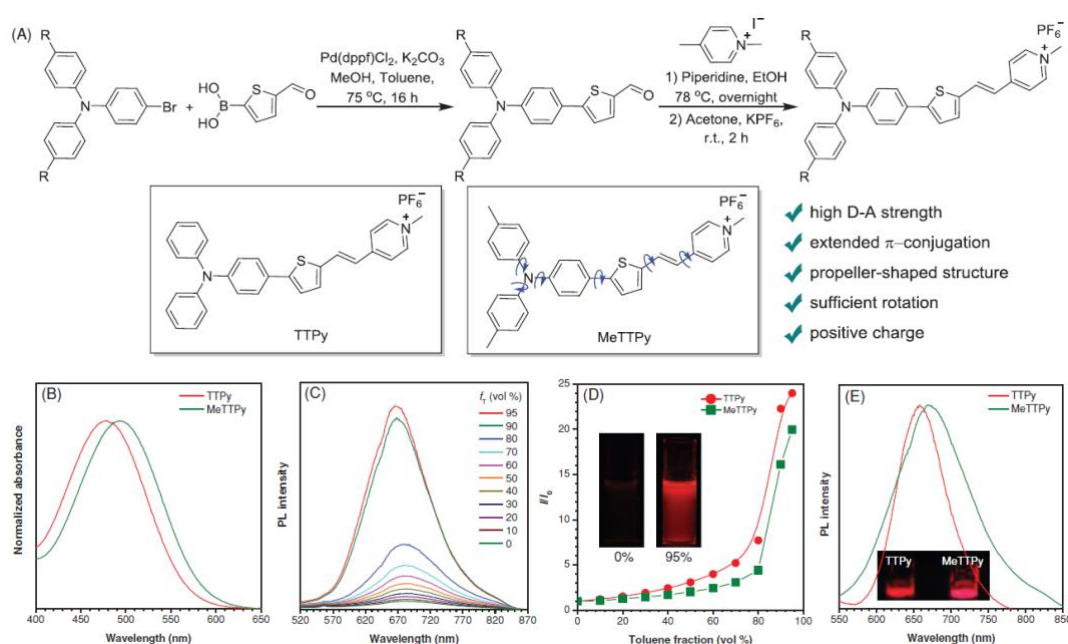 (A)
R
R
N
Br
+
HO
B
HO
S
O
Pd(dppf)Cl2, K2CO3
MeOH, Toluene,
75 °C, 16 h
R
R
N
S
O
I−
N+
1) Piperidine, EtOH
78 °C, overnight
2) Acetone, KPF6,
r.t., 2 h
R
R
N
S
N+
PF6−
N
S
N+
PF6−
TTPy
N
S
N+
PF6−
MeTTPy
✔ high D-A strength
✔ extended π–conjugation
✔ propeller-shaped structure
✔ sufficient rotation
✔ positive charge
(B)
TTPy
MeTTPy
Normalized absorbance
400 450 500 550 600 650
Wavelength (nm)
(C)
fT (vol %)
95
90
80
70
60
50
40
30
20
10
0
PL intensity
520 570 620 670 720 770 820 870
Wavelength (nm)
(D)
TTPy
MeTTPy
I/I0
25
20
15
10
5
0
0% 95%
0 20 40 60 80 100
Toluene fraction (vol %)
(E)
TTPy
MeTTPy
PL intensity
TTPy MeTTPy
550 600 650 700 750 800 850
Wavelength (nm)